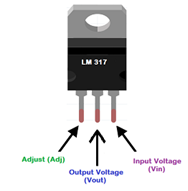 LM 317
Adjust (Adj)
Output Voltage
(Vout)
Input Voltage
(Vin)